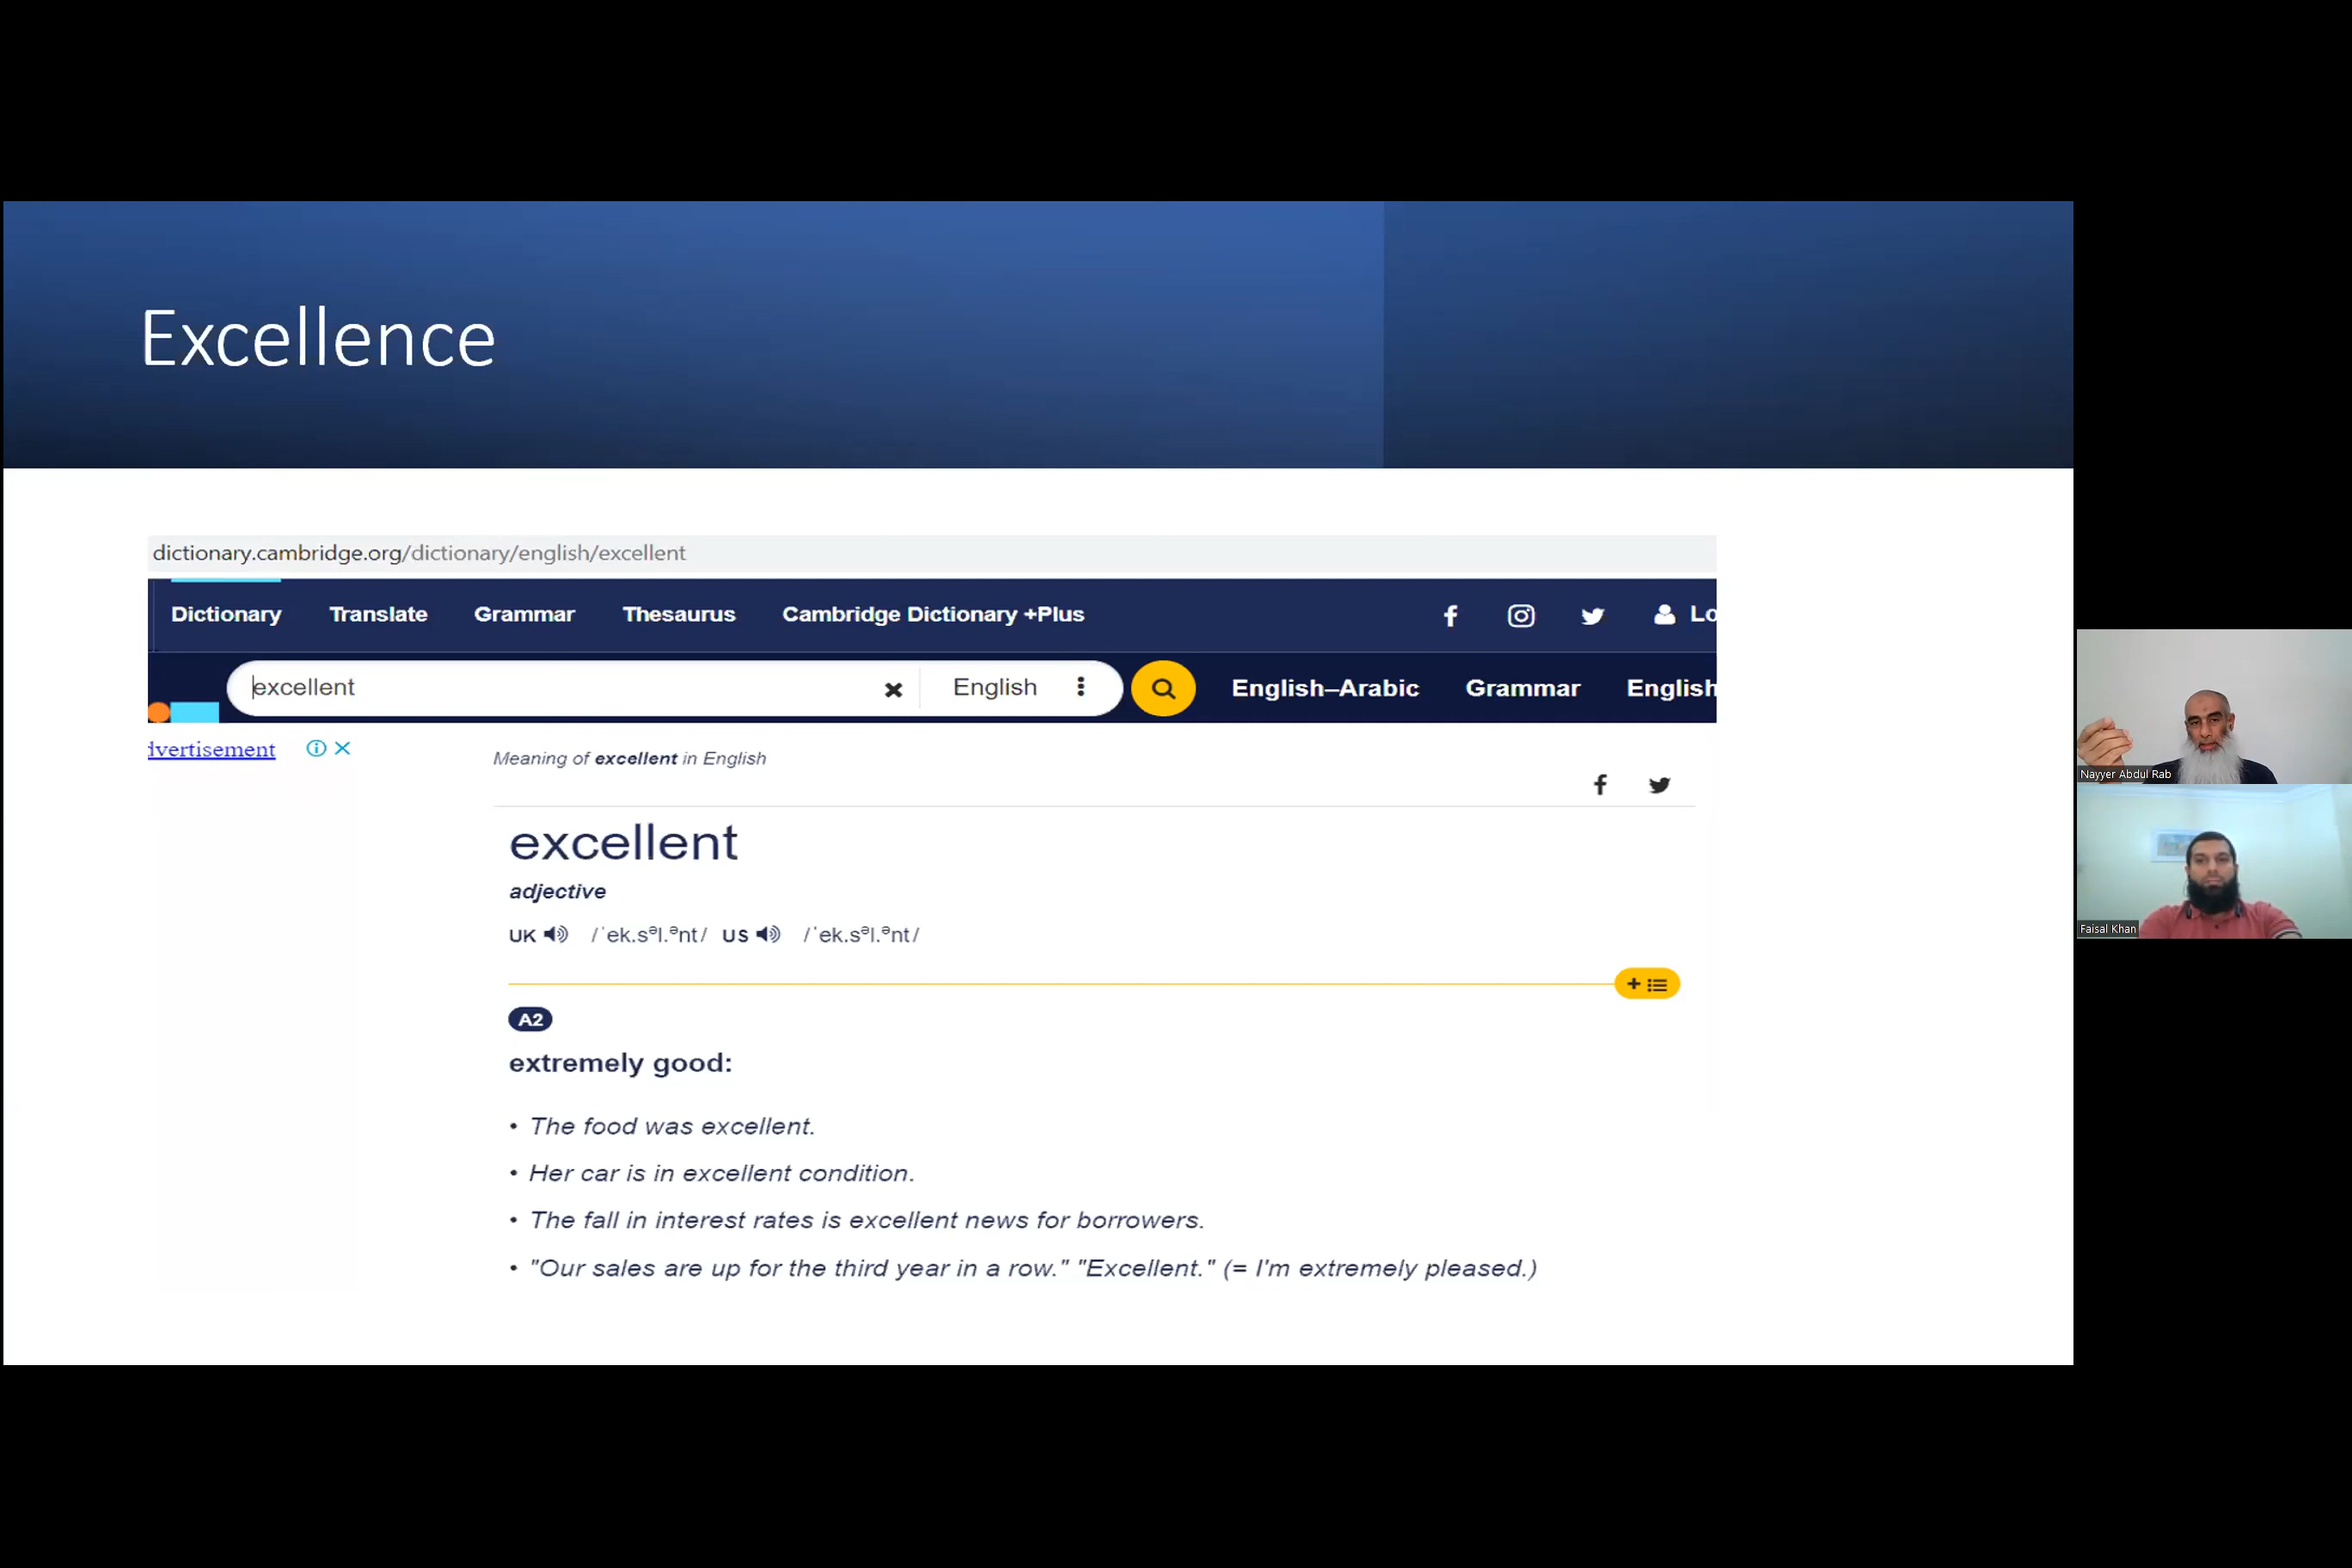 Excellence
dictionary.cambridge.org/dictionary/english/excellent
Dictionary Translate Grammar Thesaurus Cambridge Dictionary +Plus Lo
excellent English English–Arabic Grammar English
dvertisement
Meaning of excellent in English
excellent
adjective
UK /ˈek.sᵊl.ᵊnt/ US /ˈek.sᵊl.ᵊnt/
A2
extremely good:
• The food was excellent.
• Her car is in excellent condition.
• The fall in interest rates is excellent news for borrowers.
• "Our sales are up for the third year in a row." "Excellent." (= I'm extremely pleased.)
Nayyer Abdul Rab
Faisal Khan